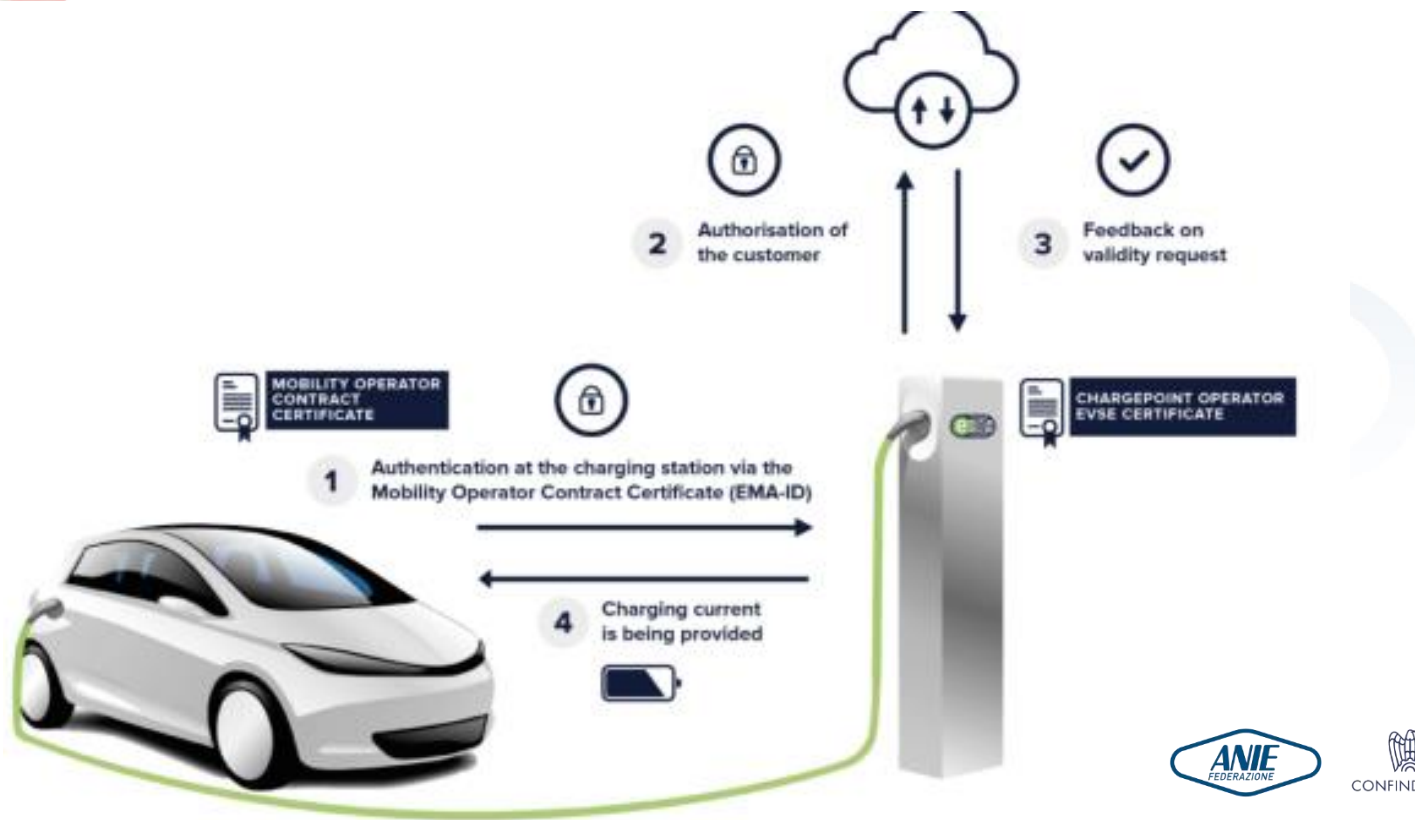 2
Authorisation of
the customer
3
Feedback on
validity request
MOBILITY OPERATOR
CONTRACT
CERTIFICATE
CHARGEPOINT OPERATOR
EVSE CERTIFICATE
1
Authentication at the charging station via the
Mobility Operator Contract Certificate (EMA-ID)
4
Charging current
is being provided
ANIE
FEDERAZIONE